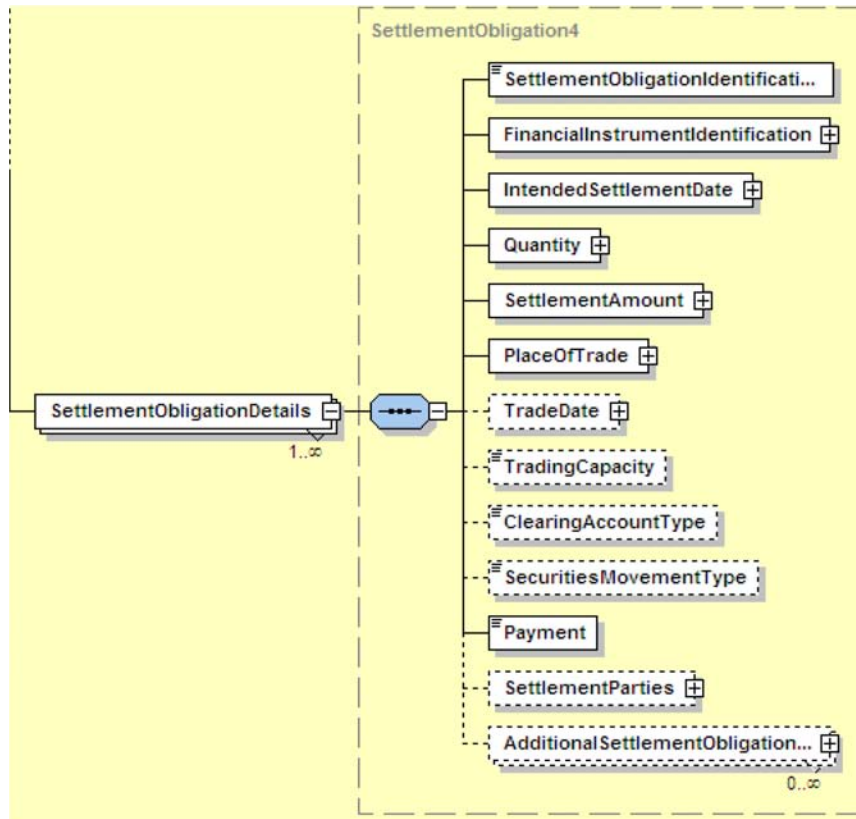 SettlementObligation4
SettlementObligationIdentificati...
FinancialInstrumentIdentification
IntendedSettlementDate
Quantity
SettlementAmount
PlaceOfTrade
SettlementObligationDetails
1..∞
TradeDate
TradingCapacity
ClearingAccountType
SecuritiesMovementType
Payment
SettlementParties
AdditionalSettlementObligation...
0..∞